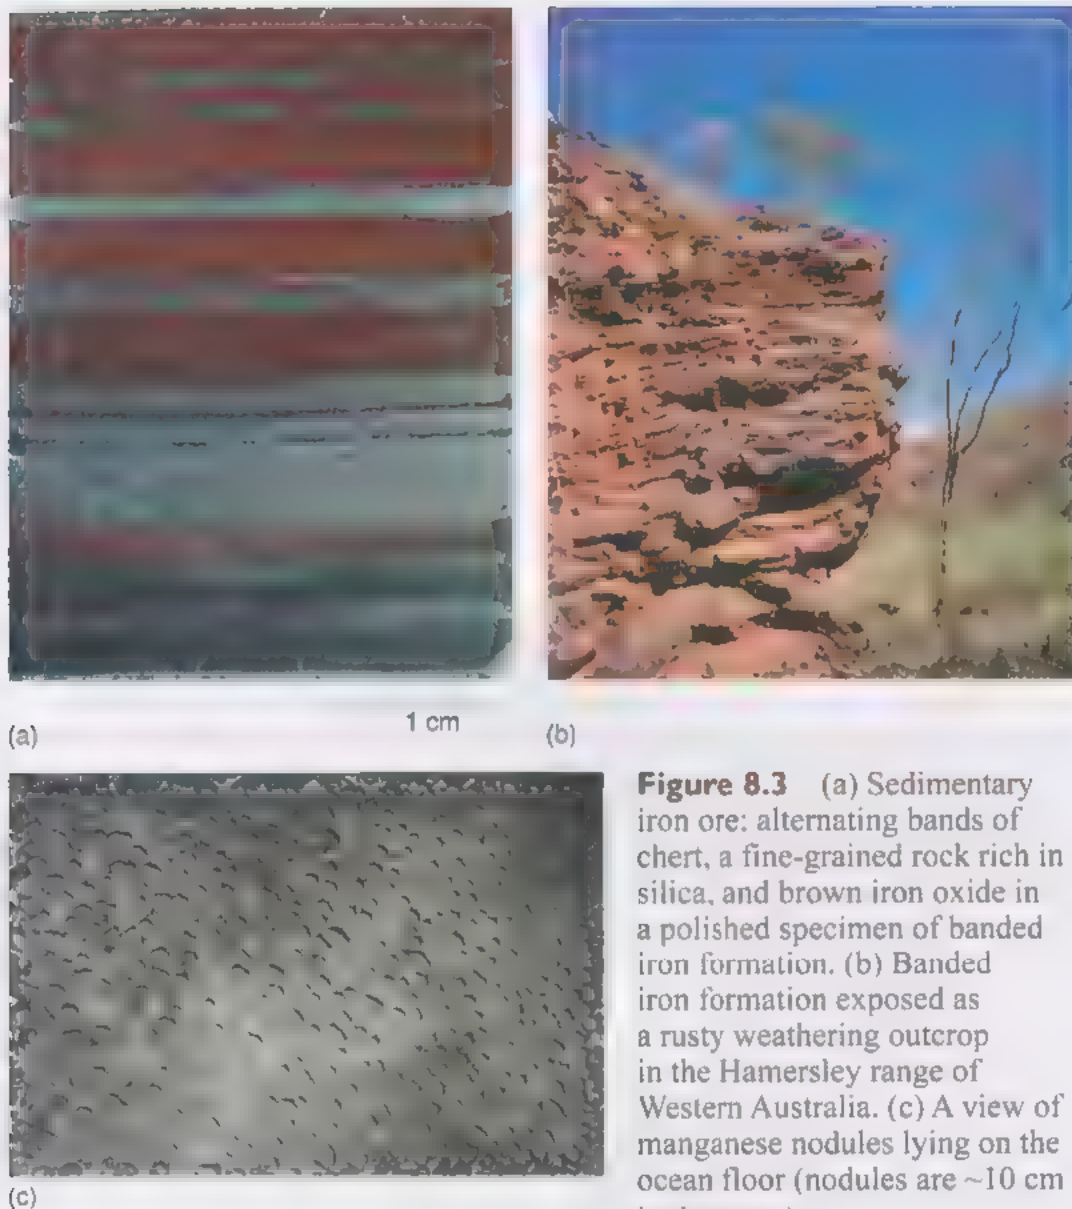 (a)
1 cm
(b)
Figure 8.3 (a) Sedimentary
iron ore: alternating bands of
chert, a fine-grained rock rich in
silica, and brown iron oxide in
a polished specimen of banded
iron formation. (b) Banded
iron formation exposed as
a rusty weathering outcrop
in the Hamersley range of
Western Australia. (c) A view of
manganese nodules lying on the
ocean floor (nodules are ~10 cm
(c)